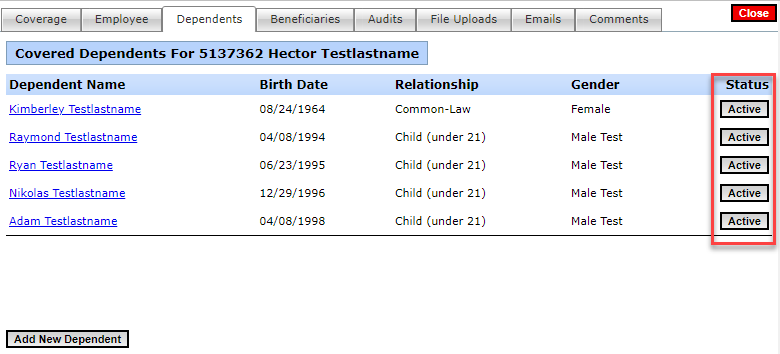 Coverage Employee Dependents Beneficiaries Audits File Uploads Emails Comments Close
Covered Dependents For 5137362 Hector Testlastname
Dependent Name Birth Date Relationship Gender Status
Kimberley Testlastname 08/24/1964 Common-Law Female Active
Raymond Testlastname 04/08/1994 Child (under 21) Male Test Active
Ryan Testlastname 06/23/1995 Child (under 21) Male Test Active
Nikolas Testlastname 12/29/1996 Child (under 21) Male Test Active
Adam Testlastname 04/08/1998 Child (under 21) Male Test Active
Add New Dependent